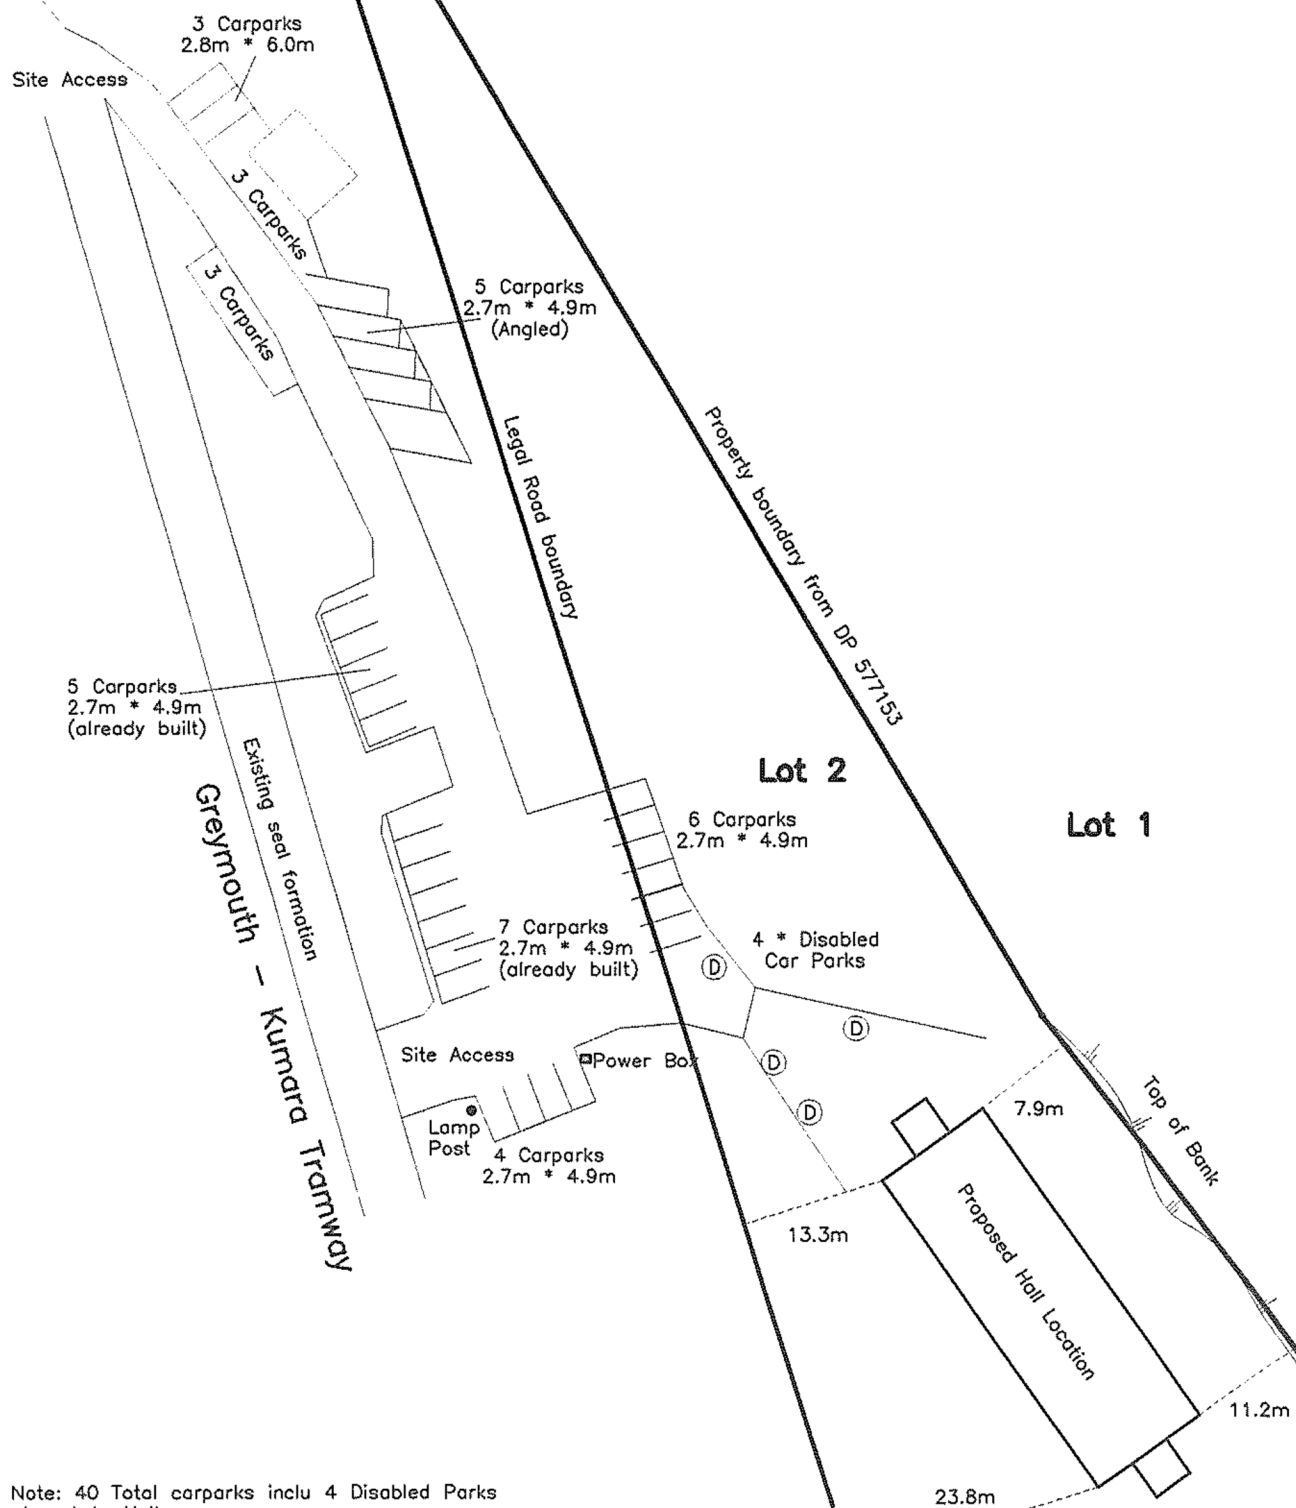 3 Carparks
2.8m * 6.0m
Site Access
3 Carparks
3 Carparks
5 Carparks
2.7m * 4.9m
(Angled)
Legal Road boundary
Property boundary from DP 577153
5 Carparks
2.7m * 4.9m
(already built)
Existing seal formation
Greymouth - Kumara Tramway
Lot 2
Lot 1
6 Carparks
2.7m * 4.9m
7 Carparks
2.7m * 4.9m
(already built)
4 * Disabled
Car Parks
D
D
D
D
Site Access
Power Box
Lamp
Post
4 Carparks
2.7m * 4.9m
7.9m
Top of Bank
13.3m
Proposed Hall Location
11.2m
23.8m
Note: 40 Total carparks inclu 4 Disabled Parks